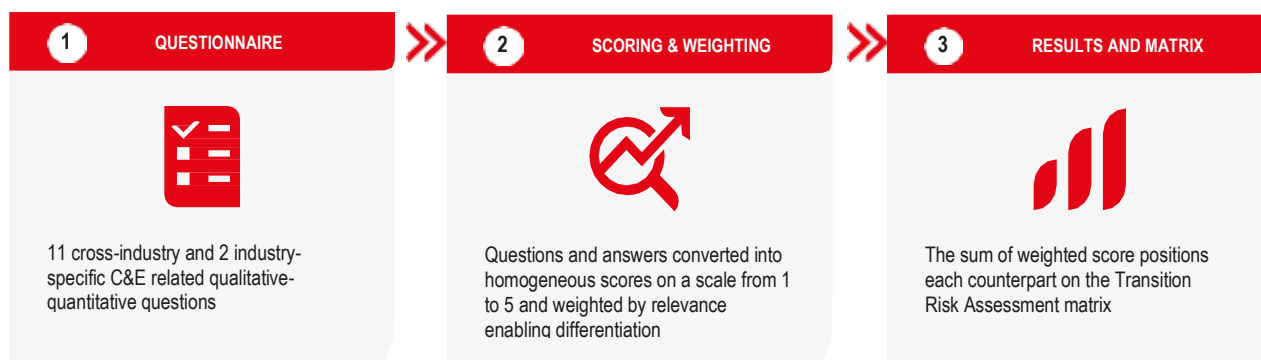 1
QUESTIONNAIRE
11 cross-industry and 2 industry-
specific C&E related qualitative-
quantitative questions
2
SCORING & WEIGHTING
Questions and answers converted into
homogeneous scores on a scale from 1
to 5 and weighted by relevance
enabling differentiation
3
RESULTS AND MATRIX
The sum of weighted score positions
each counterpart on the Transition
Risk Assessment matrix